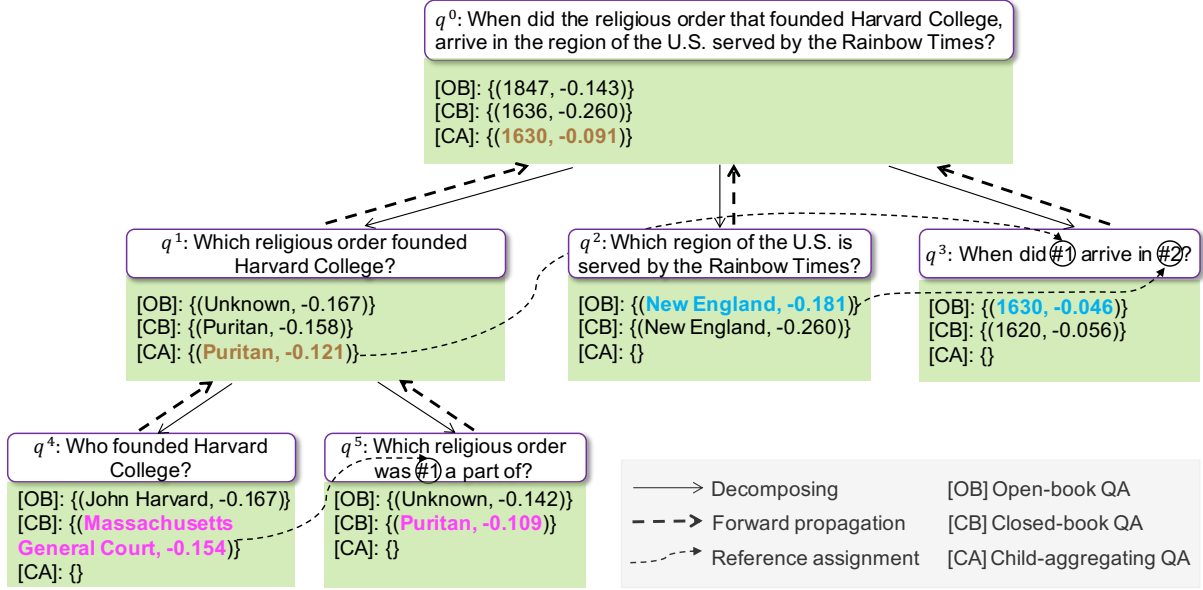 q⁰: When did the religious order that founded Harvard College,
arrive in the region of the U.S. served by the Rainbow Times?
[OB]: {(1847, -0.143)}
[CB]: {(1636, -0.260)}
[CA]: {(1630, -0.091)}
q¹: Which religious order founded
Harvard College?
[OB]: {(Unknown, -0.167)}
[CB]: {(Puritan, -0.158)}
[CA]: {(Puritan, -0.121)}
q²: Which region of the U.S. is
served by the Rainbow Times?
[OB]: {(New England, -0.181)}
[CB]: {(New England, -0.260)}
[CA]: {}
q³: When did #1 arrive in #2?
[OB]: {(1630, -0.046)}
[CB]: {(1620, -0.056)}
[CA]: {}
q⁴: Who founded Harvard
College?
[OB]: {(John Harvard, -0.167)}
[CB]: {(Massachusetts
General Court, -0.154)}
[CA]: {}
q⁵: Which religious order
was #1 a part of?
[OB]: {(Unknown, -0.142)}
[CB]: {(Puritan, -0.109)}
[CA]: {}
Decomposing
[OB] Open-book QA
Forward propagation
[CB] Closed-book QA
Reference assignment
[CA] Child-aggregating QA